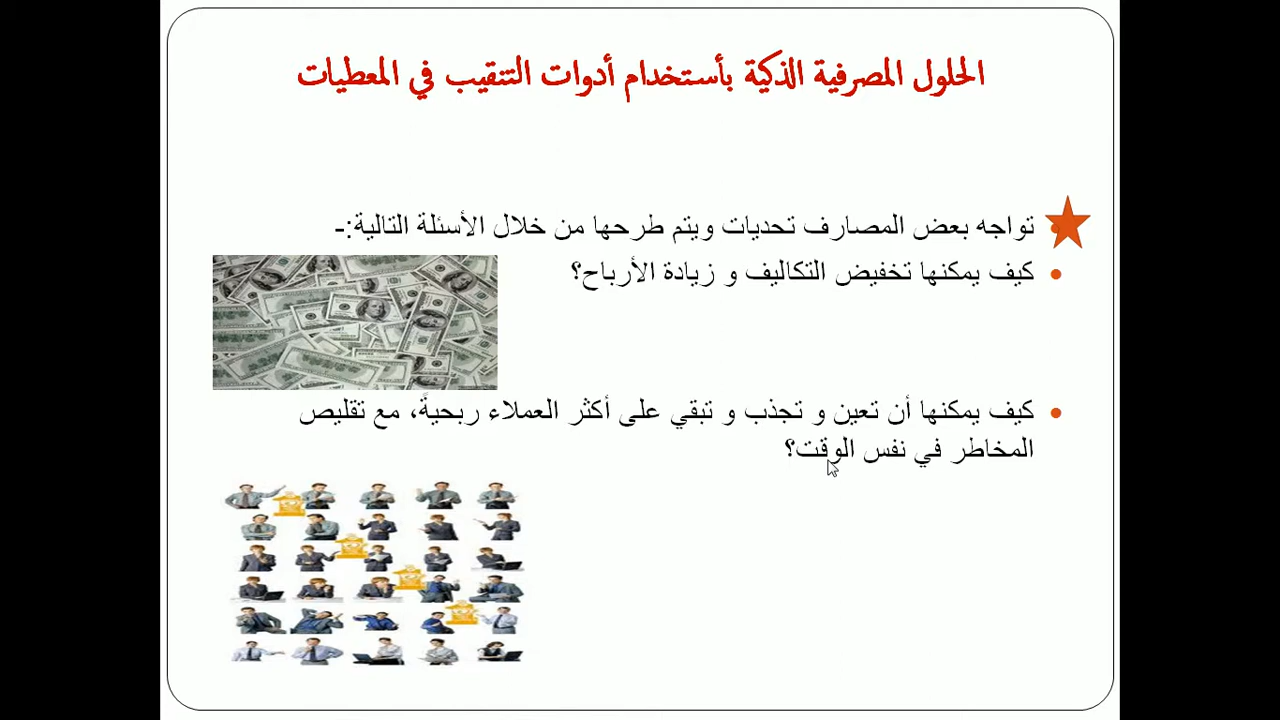 الحلول المصرفية الذكية بأستخدام أدوات التنقيب في المعطيات
تواجه بعض المصارف تحديات ويتم طرحها من خلال الأسئلة التالية:-
كيف يمكنها تخفيض التكاليف و زيادة الأرباح؟
كيف يمكنها أن تعين و تجذب و تبقي على أكثر العملاء ربحيةً، مع تقليص
المخاطر في نفس الوقت؟